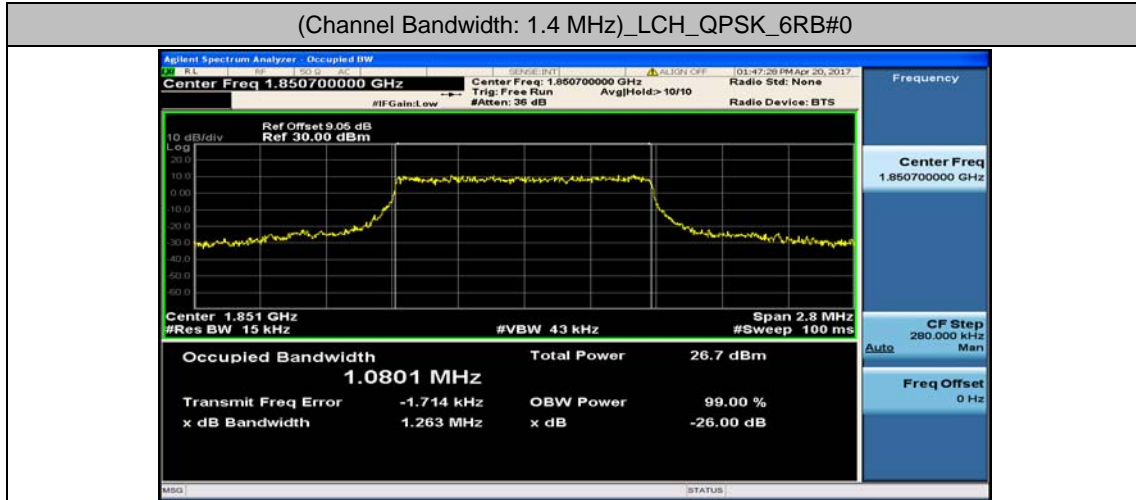 (Channel Bandwidth: 1.4 MHz)_LCH_QPSK_6RB#0
Agilent Spectrum Analyzer - Occupied BW
RL RF 50 Ω AC SENSE:INT ALIGN OFF 01:47:28 PM Apr 20, 2017
Center Freq 1.850700000 GHz
Center Freq: 1.850700000 GHz
Radio Std: None
Trig: Free Run
Avg|Hold:> 10/10
#IFGain:Low
#Atten: 36 dB
Radio Device: BTS
Ref Offset 9.05 dB
10 dB/div
Ref 30.00 dBm
Log
20.0
10.0
0.00
-10.0
-20.0
-30.0
-40.0
-50.0
-60.0
Center 1.851 GHz
Span 2.8 MHz
#Res BW 15 kHz
#VBW 43 kHz
#Sweep 100 ms
Occupied Bandwidth
1.0801 MHz
Total Power 26.7 dBm
Transmit Freq Error -1.714 kHz
OBW Power 99.00 %
x dB Bandwidth 1.263 MHz
x dB -26.00 dB
MSG
STATUS
Frequency
Center Freq
1.850700000 GHz
CF Step
280.000 kHz
Auto Man
Freq Offset
0 Hz